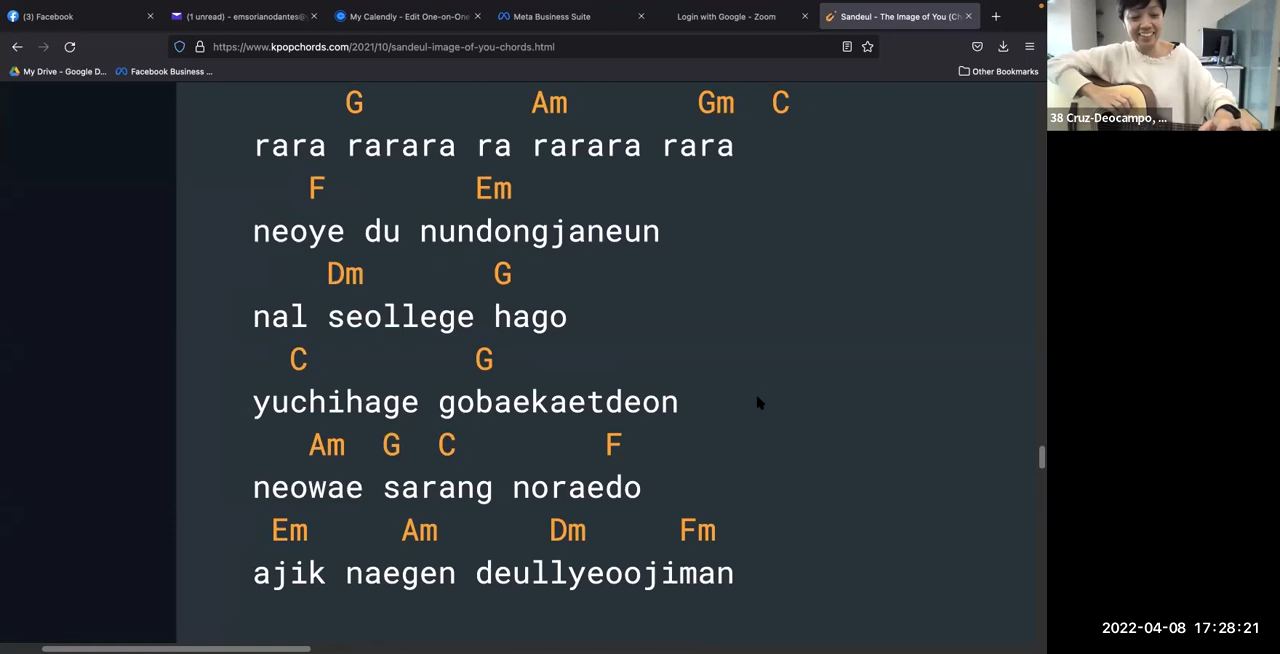 (3) Facebook
(1 unread) - emsorianodantes@
My Calendly - Edit One-on-One
Meta Business Suite
Login with Google - Zoom
Sandeul - The Image of You (Ch
https://www.kpopchords.com/2021/10/sandeul-image-of-you-chords.html
My Drive - Google D...
Facebook Business ...
Other Bookmarks
G Am Gm C
rara rarara ra rarara rara
F Em
neoye du nundongjaneun
Dm G
nal seollege hago
C G
yuchihage gobaekaetdeon
Am G C F
neowae sarang noraedo
Em Am Dm Fm
ajik naegen deullyeoojiman
38 Cruz-Deocampo, ...
2022-04-08 17:28:21